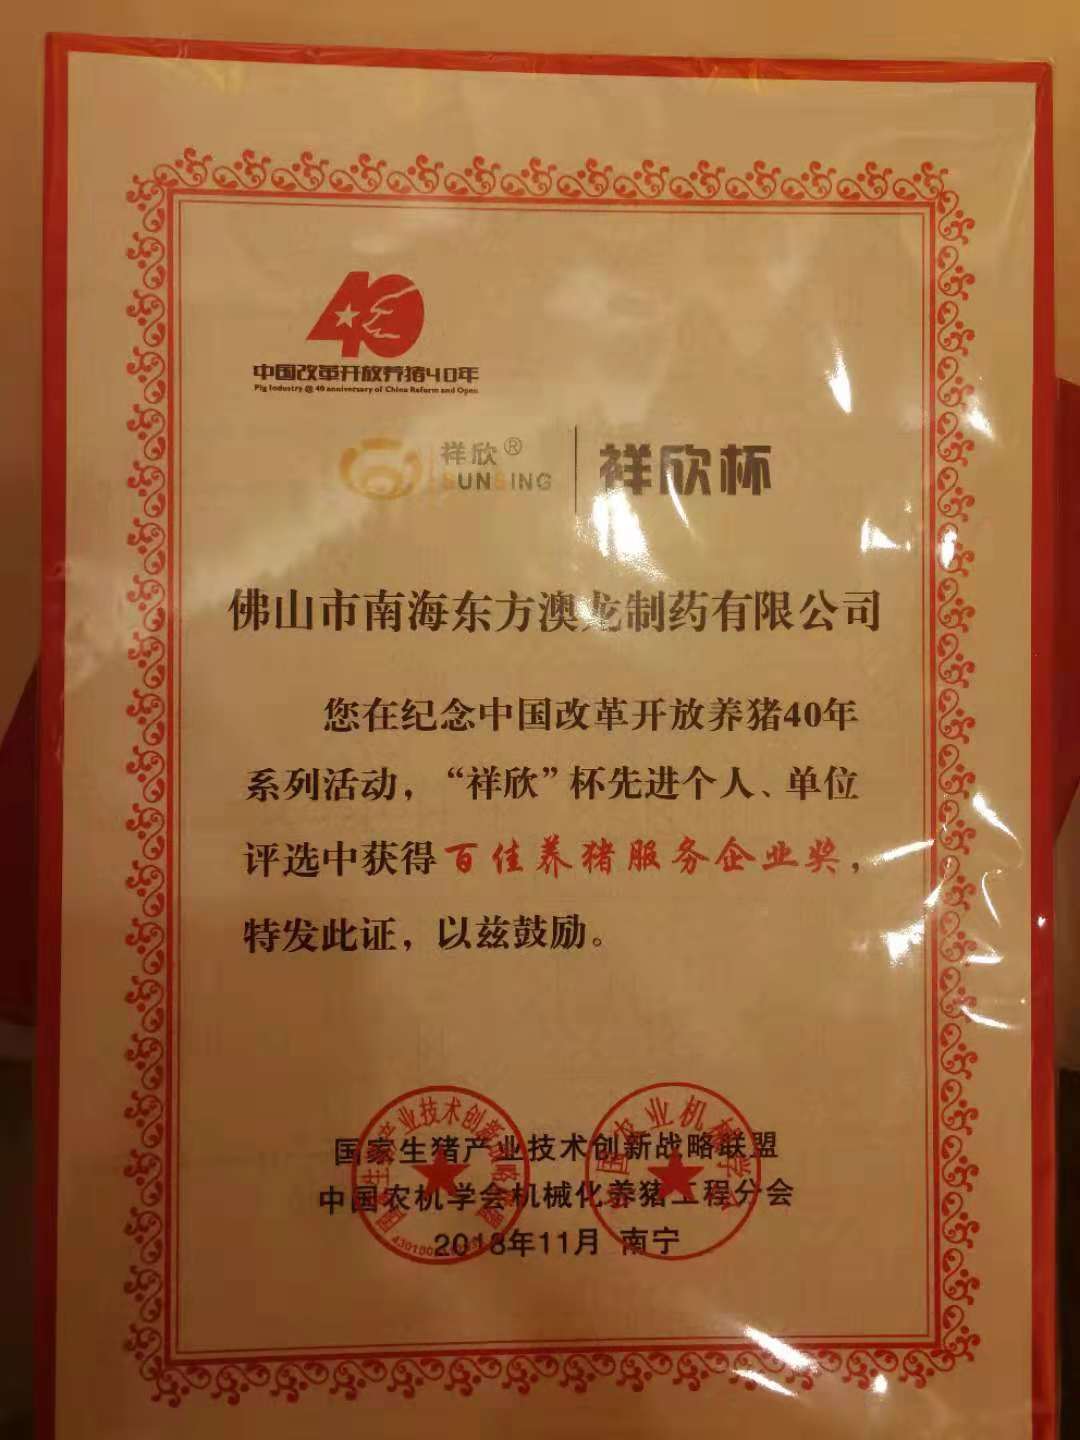 40
中国改革开放养猪40年
Pig Industry @ 40 anniversary of China Reform and Open
祥欣®
SUNSING
祥欣杯
佛山市南海东方澳龙制药有限公司
您在纪念中国改革开放养猪40年
系列活动，“祥欣”杯先进个人、单位
评选中获得百佳养猪服务企业奖，
特发此证，以兹鼓励。
国家生猪产业技术创新战略联盟
中国农机学会机械化养猪工程分会
2018年11月 南宁